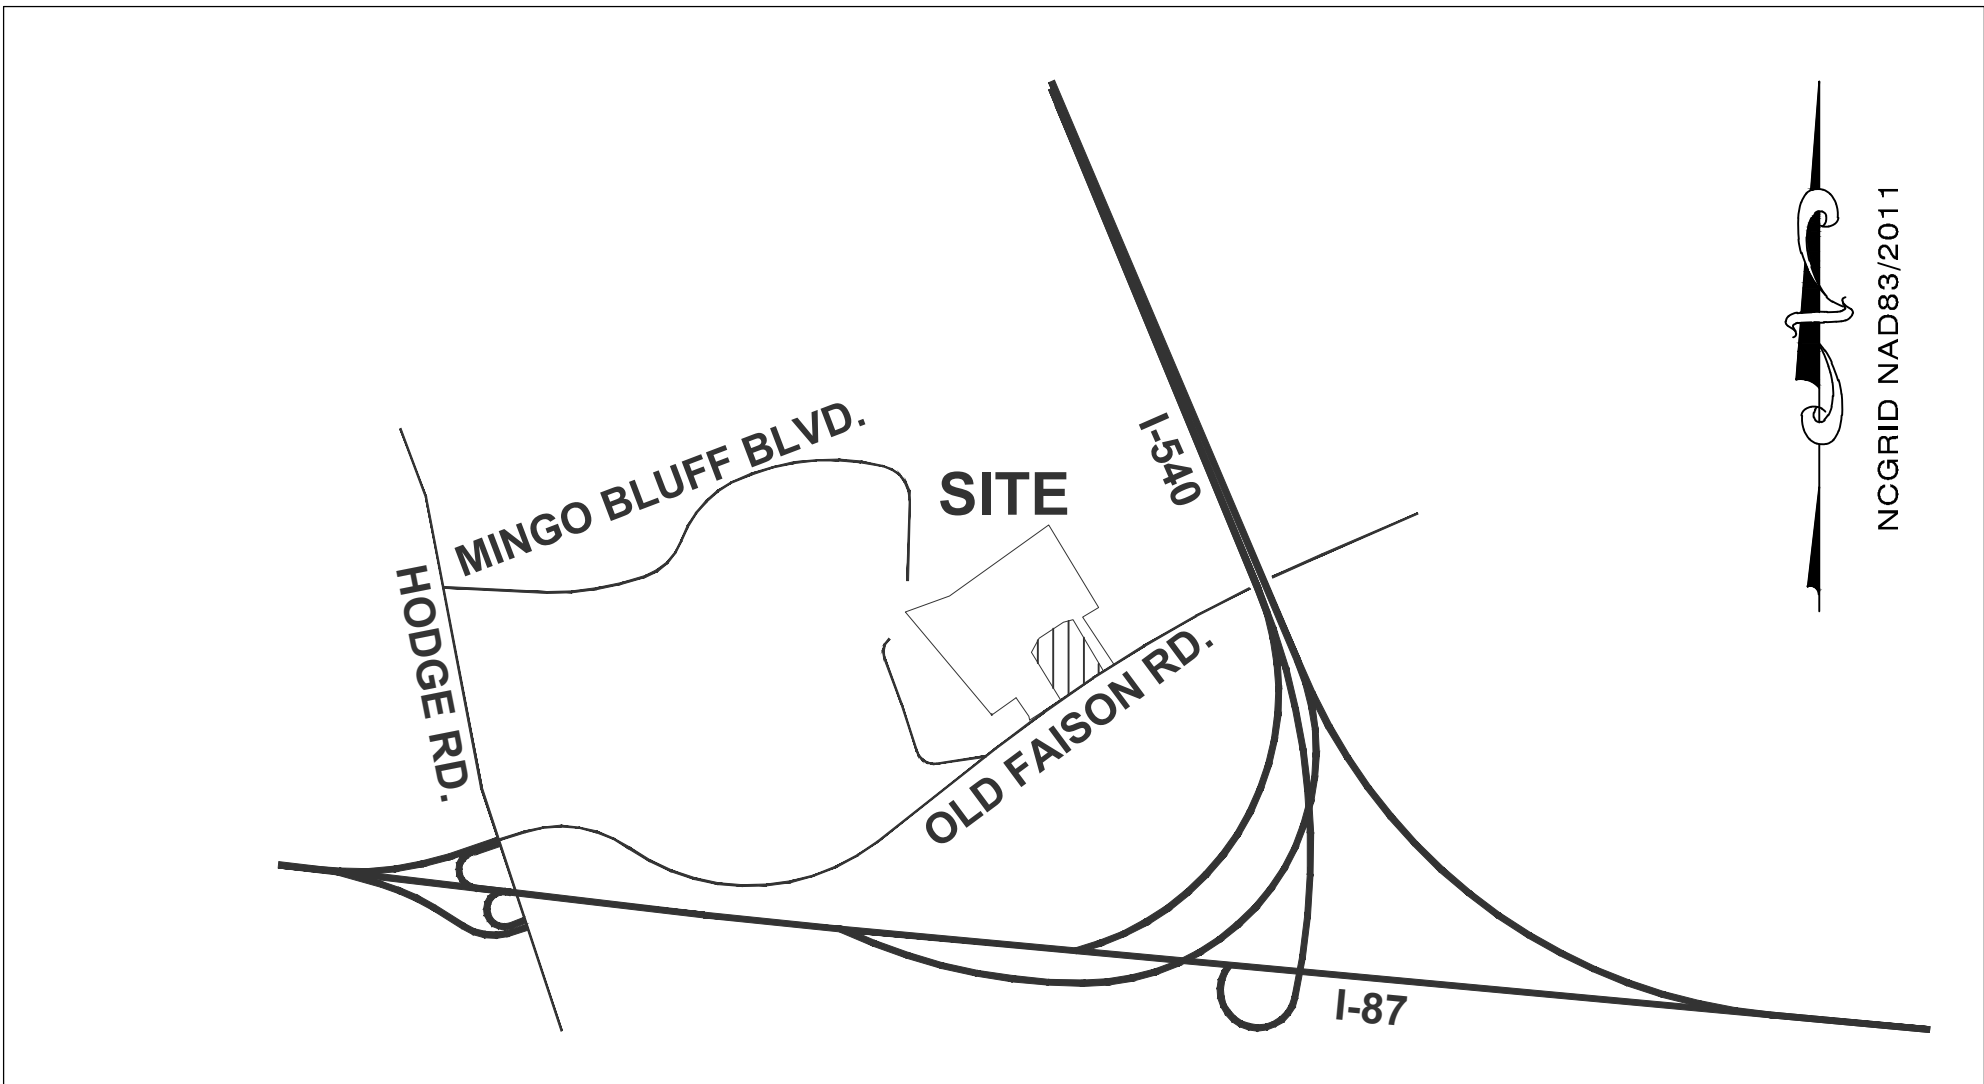 MINGO BLUFF BLVD.
SITE
I-540
HODGE RD.
OLD FAISON RD.
I-87
NCGRID NAD83/2011